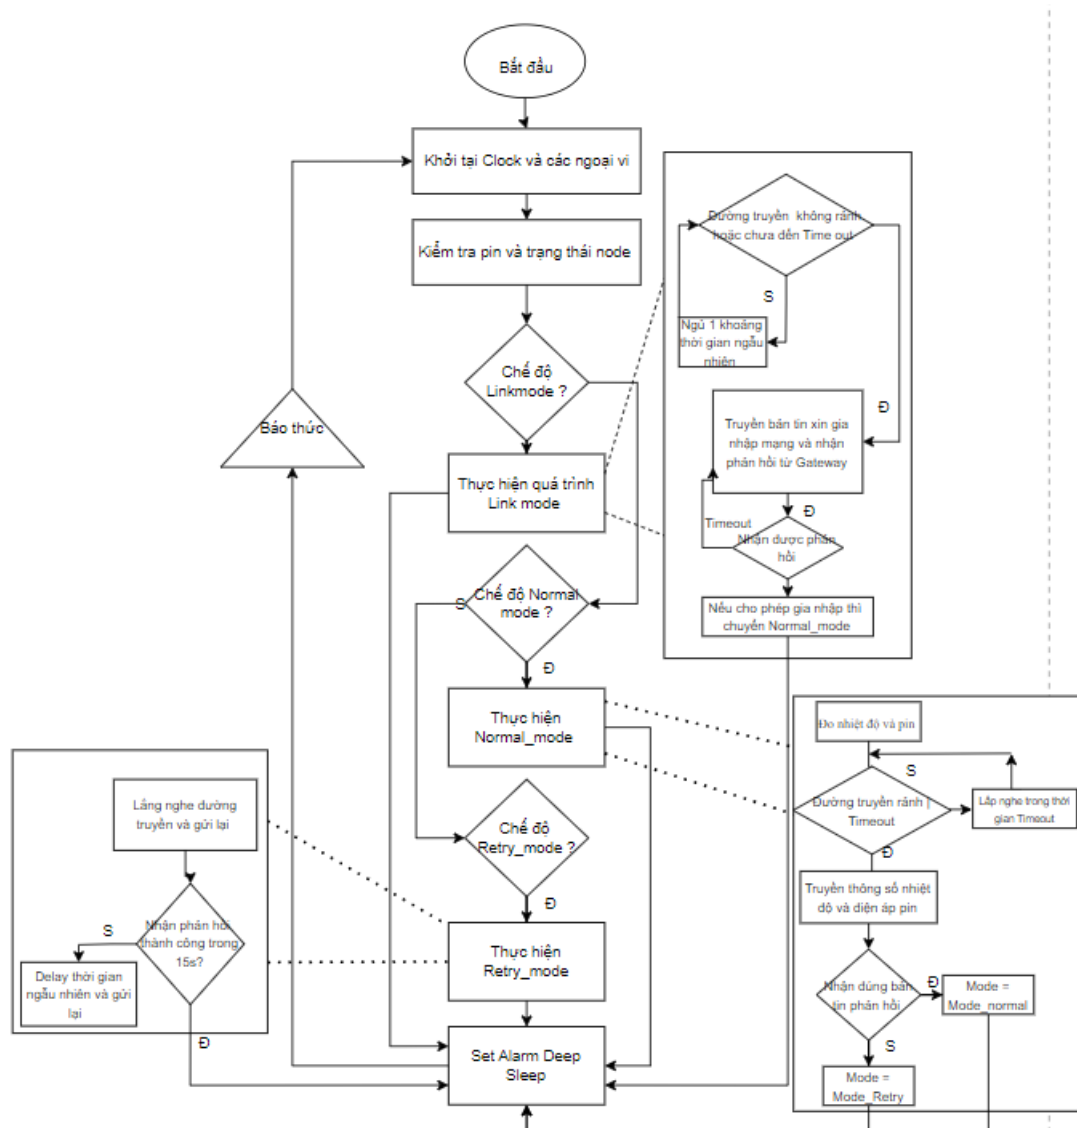 Bắt đầu
Khởi tại Clock và các ngoại vi
Kiểm tra pin và trạng thái node
Chế độ
Linkmode ?
Báo thức
Thực hiện quá trình
Link mode
Chế độ Normal
mode ?
S
Đ
Thực hiện
Normal_mode
Chế độ
Retry_mode ?
Đ
Thực hiện
Retry_mode
Set Alarm Deep
Sleep
Đường truyền không rảnh
hoặc chưa đến Time out
S
Ngủ 1 khoảng
thời gian ngẫu
nhiên
Đ
Truyền bản tin xin gia
nhập mạng và nhận
phản hồi từ Gateway
Đ
Timeout
Nhận được phản
hồi
Nếu cho phép gia nhập thì
chuyển Normal_mode
Đo nhiệt độ và pin
S
Đường truyền rảnh |
Timeout
Lắp nghe trong thời
gian Timeout
Đ
Truyền thông số nhiệt
độ và điện áp pin
Nhận đúng bản
tin phản hồi
Đ
Mode =
Mode_normal
S
Mode =
Mode_Retry
Lắng nghe đường
truyền và gửi lại
Nhận phản hồi
thành công trong
15s?
S
Delay thời gian
ngẫu nhiên và gửi
lại
Đ